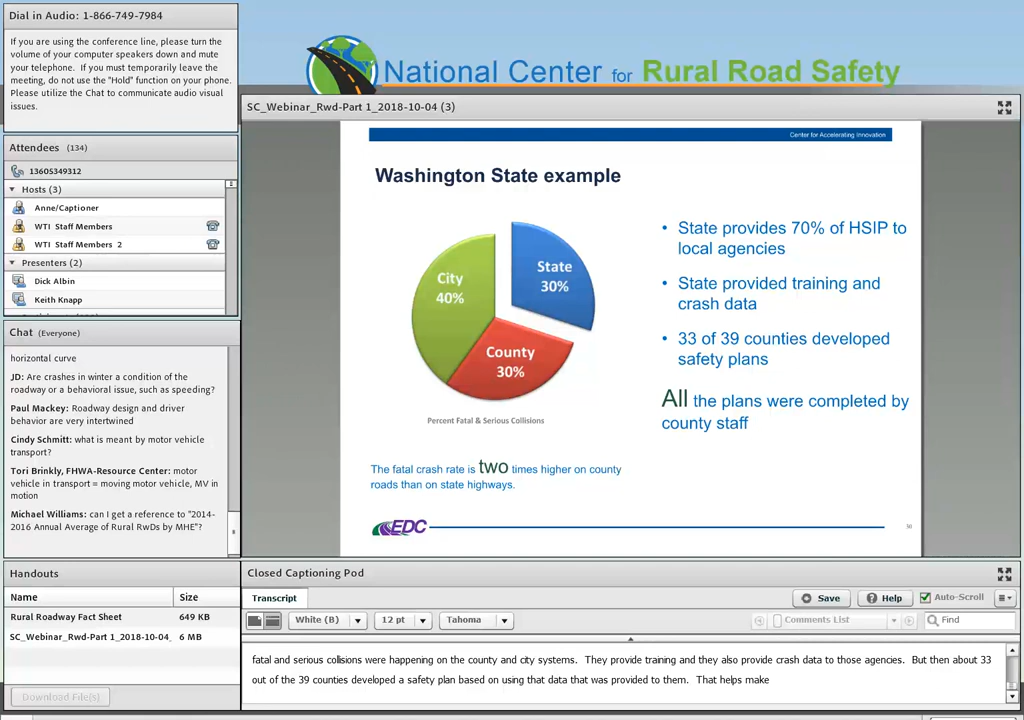 Dial in Audio: 1-866-749-7984
If you are using the conference line, please turn the
volume of your computer speakers down and mute
your telephone. If you must temporarily leave the
meeting, do not use the "Hold" function on your phone.
Please utilize the Chat to communicate audio visual
issues.
Attendees (134)
13605349312
Hosts (3)
Anne/Captioner
WTI Staff Members
WTI Staff Members 2
Presenters (2)
Dick Albin
Keith Knapp
Chat (Everyone)
horizontal curve
JD: Are crashes in winter a condition of the
roadway or a behavioral issue, such as speeding?
Paul Mackey: Roadway design and driver
behavior are very intertwined
Cindy Schmitt: what is meant by motor vehicle
transport?
Tori Brinkly, FHWA-Resource Center: motor
vehicle in transport = moving motor vehicle, MV in
motion
Michael Williams: can I get a reference to "2014-
2016 Annual Average of Rural RwDs by MHE"?
Handouts
Name Size
Rural Roadway Fact Sheet 649 KB
SC_Webinar_Rwd-Part 1_2018-10-04_ 6 MB
Download File(s)
National Center for Rural Road Safety
SC_Webinar_Rwd-Part 1_2018-10-04 (3)
Center for Accelerating Innovation
Washington State example
State
30%
City
40%
County
30%
Percent Fatal & Serious Collisions
The fatal crash rate is two times higher on county
roads than on state highways.
• State provides 70% of HSIP to
local agencies
• State provided training and
crash data
• 33 of 39 counties developed
safety plans
All the plans were completed by
county staff
EDC
Closed Captioning Pod
Transcript
Save
Help
Auto-Scroll
White (B)
12 pt
Tahoma
Comments List
Find
fatal and serious collisions were happening on the county and city systems. They provide training and they also provide crash data to those agencies. But then about 33
out of the 39 counties developed a safety plan based on using that data that was provided to them. That helps make